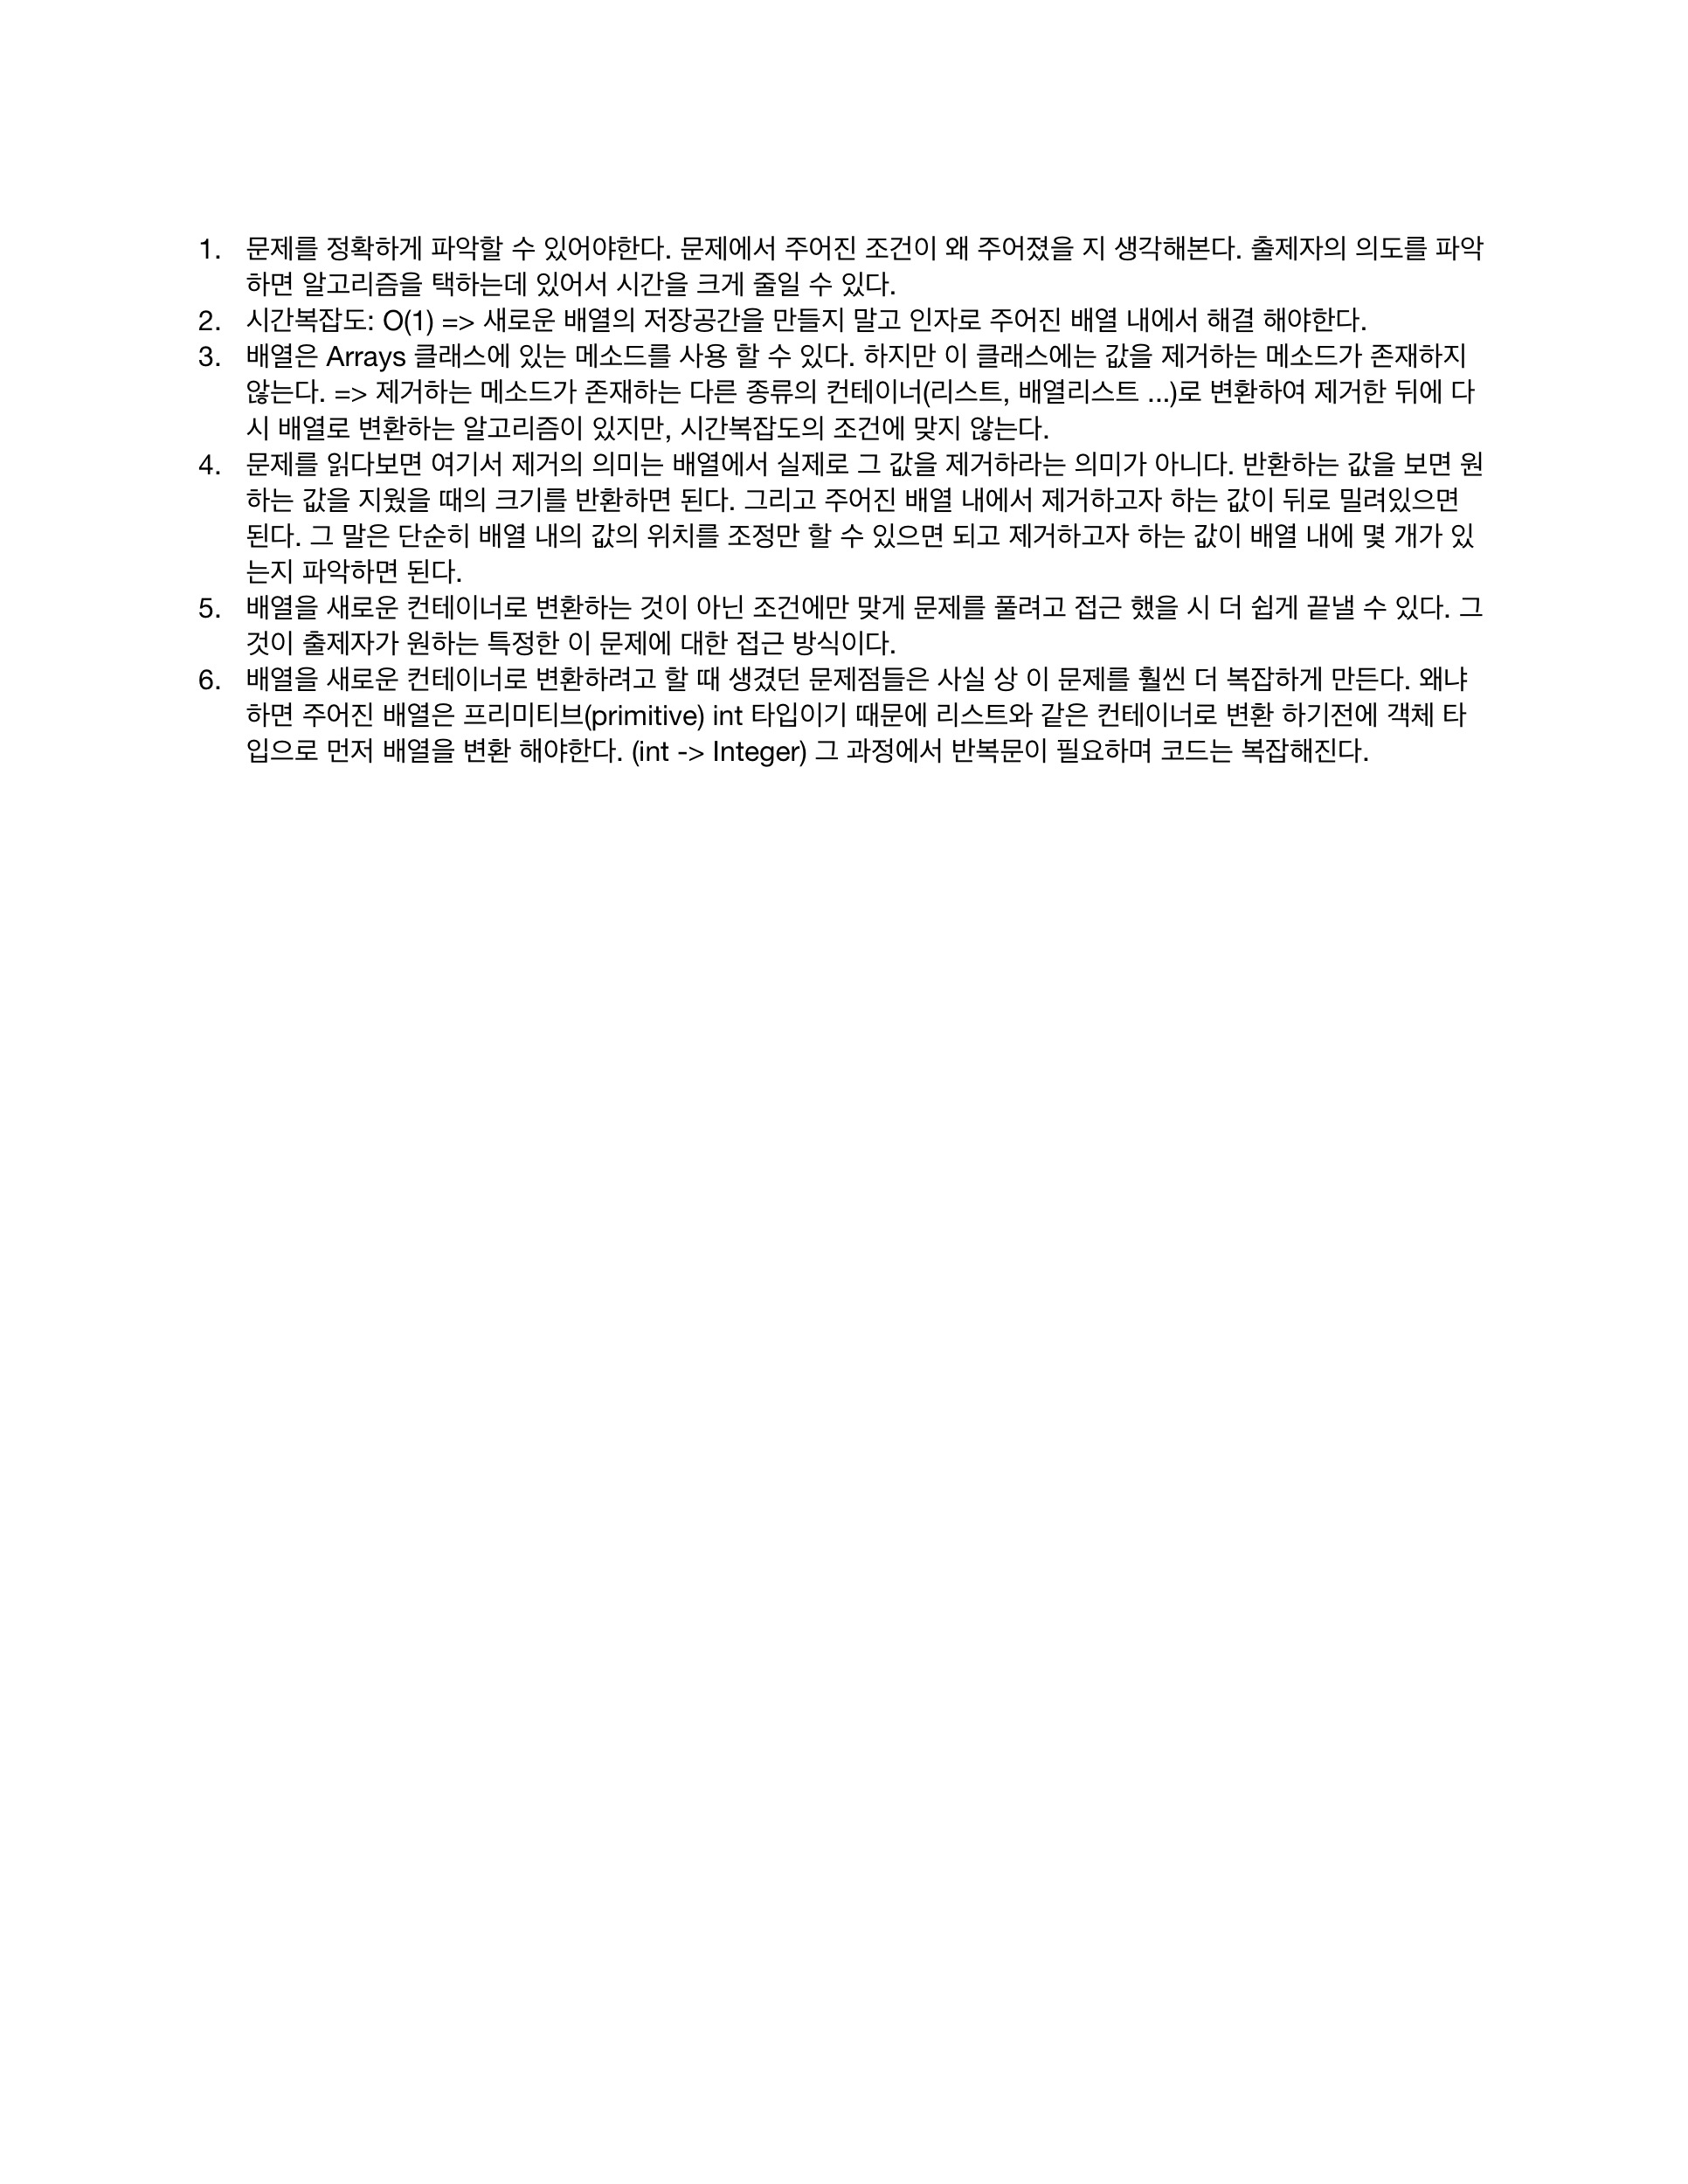 1. 문제를 정확하게 파악할 수 있어야한다. 문제에서 주어진 조건이 왜 주어졌을 지 생각해본다. 출제자의 의도를 파악
하면 알고리즘을 택하는데 있어서 시간을 크게 줄일 수 있다.
2. 시간복잡도: O(1) => 새로운 배열의 저장공간을 만들지 말고 인자로 주어진 배열 내에서 해결 해야한다.
3. 배열은 Arrays 클래스에 있는 메소드를 사용 할 수 있다. 하지만 이 클래스에는 값을 제거하는 메소드가 존재하지
않는다. => 제거하는 메소드가 존재하는 다른 종류의 컨테이너(리스트, 배열리스트 ...)로 변환하여 제거한 뒤에 다
시 배열로 변환하는 알고리즘이 있지만, 시간복잡도의 조건에 맞지 않는다.
4. 문제를 읽다보면 여기서 제거의 의미는 배열에서 실제로 그 값을 제거하라는 의미가 아니다. 반환하는 값을 보면 원
하는 값을 지웠을 때의 크기를 반환하면 된다. 그리고 주어진 배열 내에서 제거하고자 하는 값이 뒤로 밀려있으면
된다. 그 말은 단순히 배열 내의 값의 위치를 조정만 할 수 있으면 되고 제거하고자 하는 값이 배열 내에 몇 개가 있
는지 파악하면 된다.
5. 배열을 새로운 컨테이너로 변환하는 것이 아닌 조건에만 맞게 문제를 풀려고 접근 했을 시 더 쉽게 끝낼 수 있다. 그
것이 출제자가 원하는 특정한 이 문제에 대한 접근 방식이다.
6. 배열을 새로운 컨테이너로 변환하려고 할 때 생겼던 문제점들은 사실 상 이 문제를 훨씬 더 복잡하게 만든다. 왜냐
하면 주어진 배열은 프리미티브(primitive) int 타입이기 때문에 리스트와 같은 컨테이너로 변환 하기전에 객체 타
입으로 먼저 배열을 변환 해야한다. (int -> Integer) 그 과정에서 반복문이 필요하며 코드는 복잡해진다.